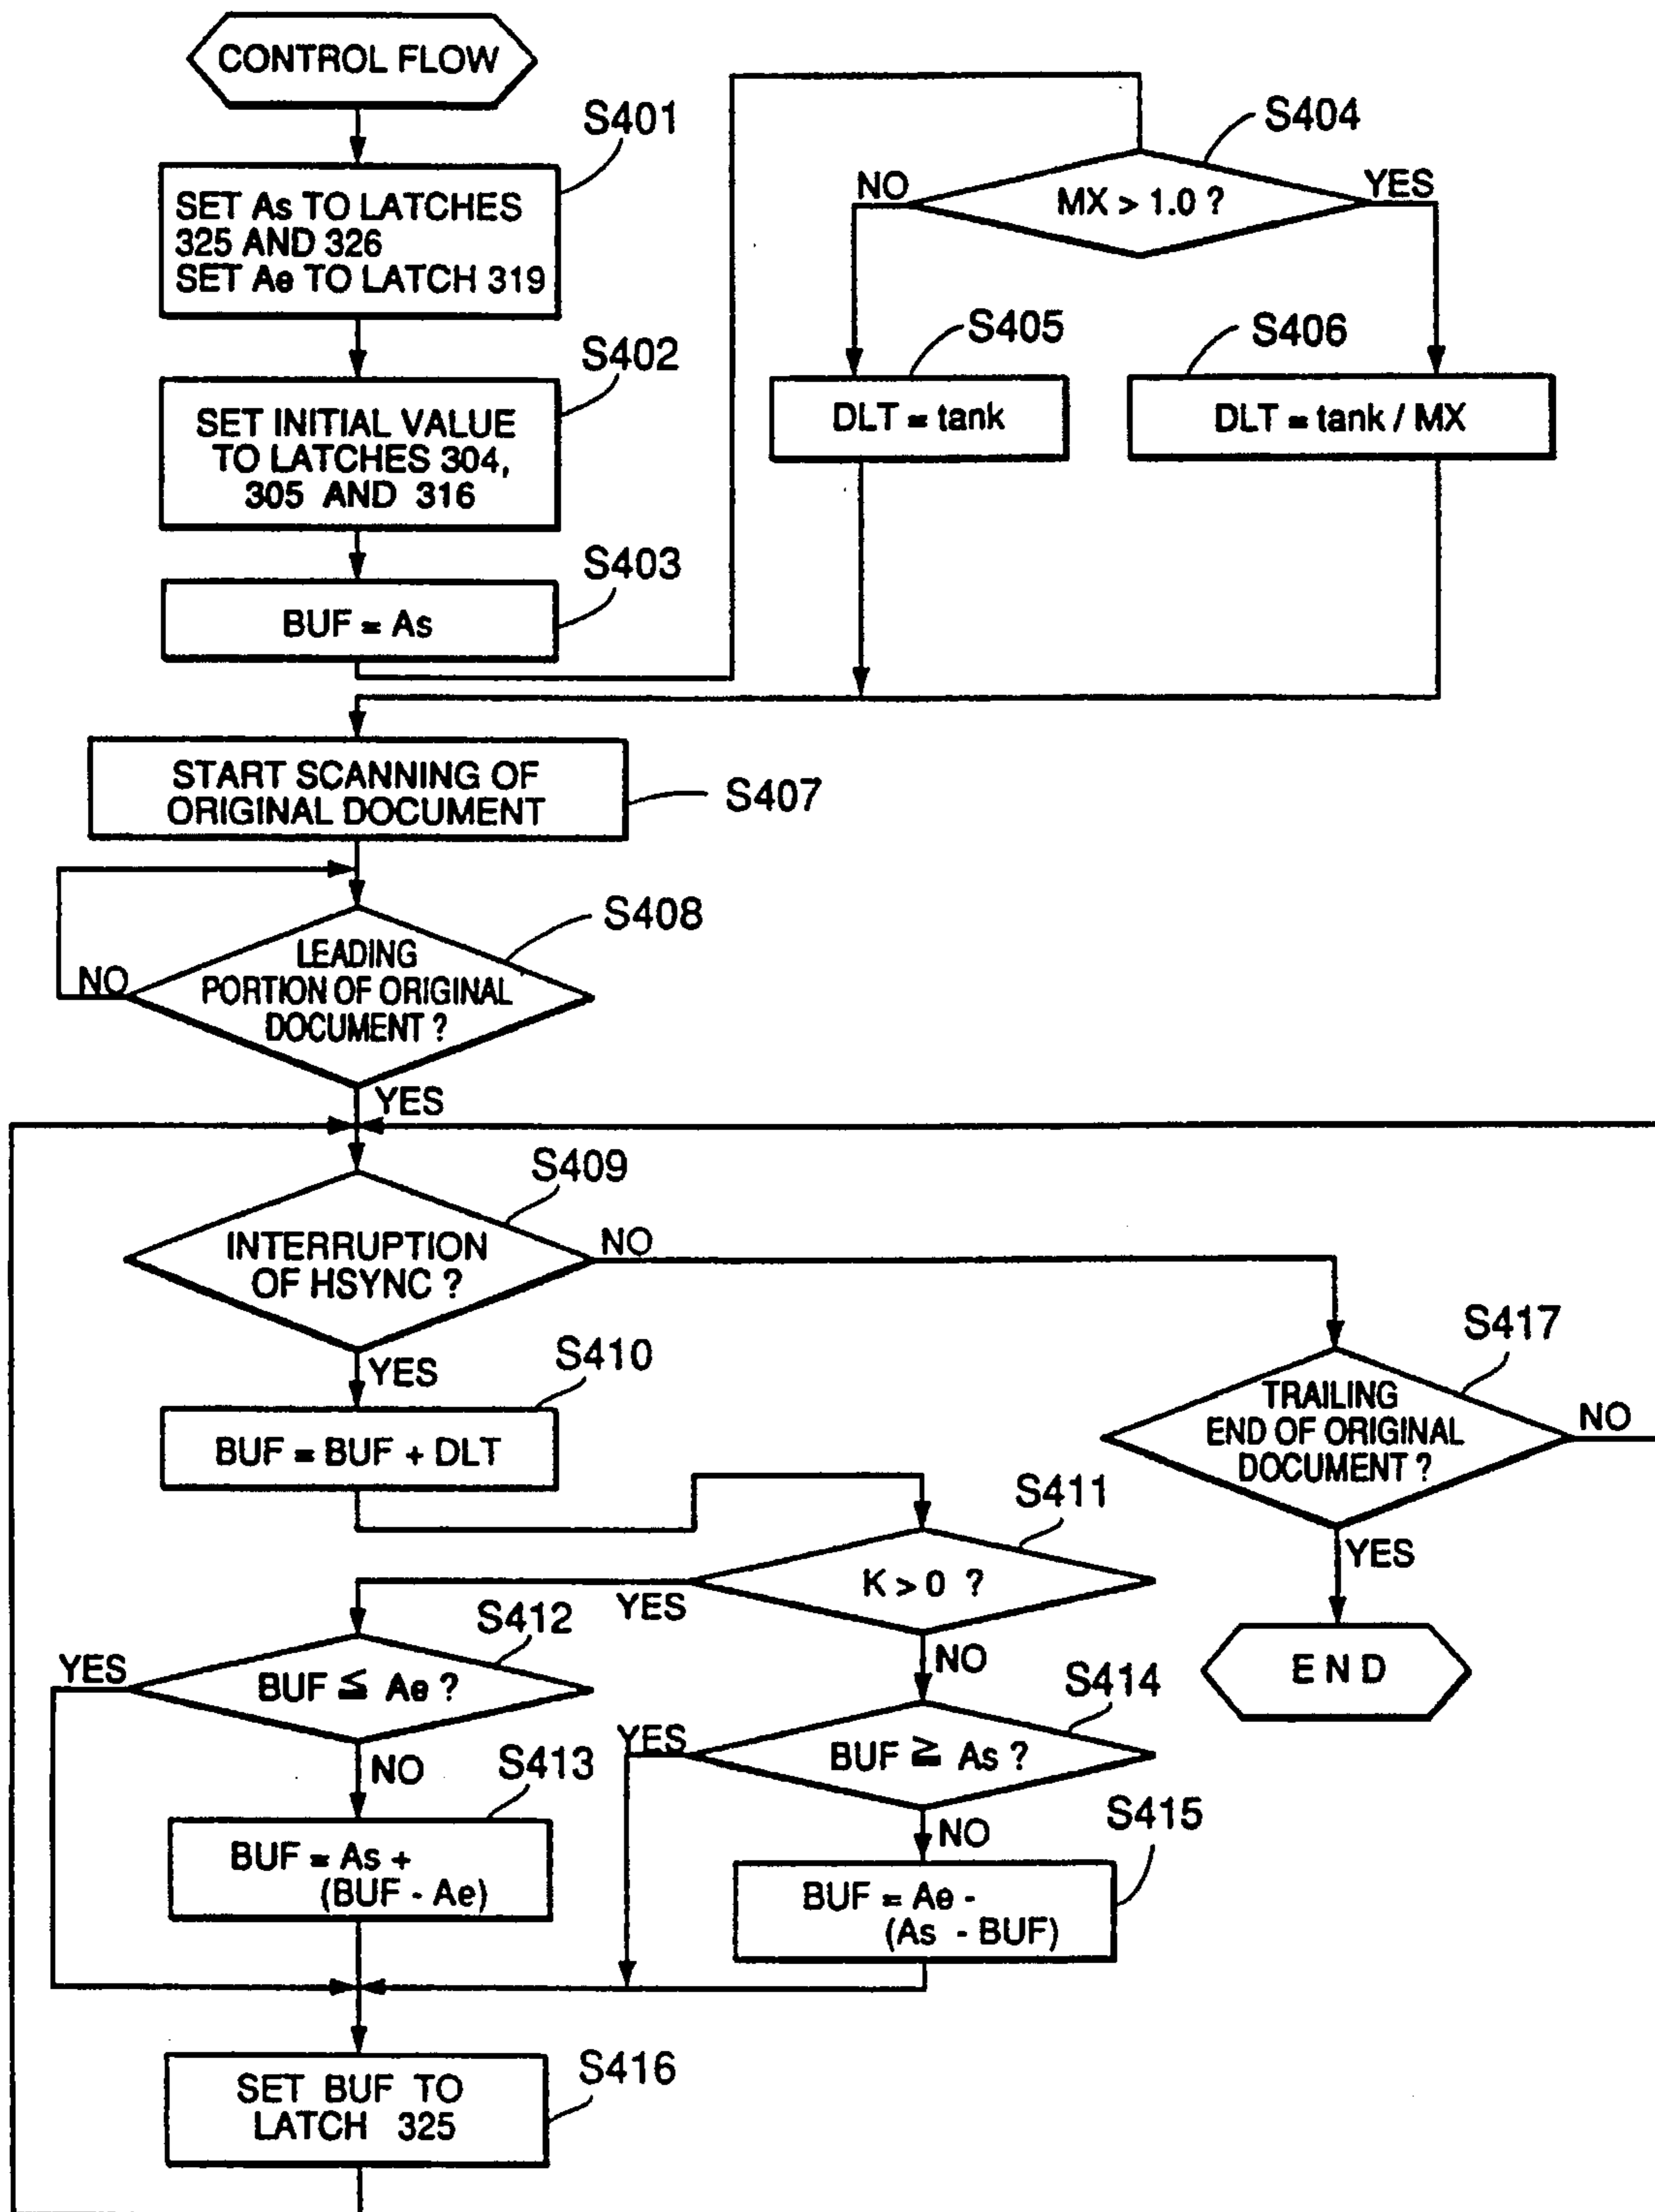 CONTROL FLOW
S401
SET As TO LATCHES
325 AND 326
SET Ae TO LATCH 319
S402
SET INITIAL VALUE
TO LATCHES 304,
305 AND 316
S403
BUF = As
S404
NO
MX > 1.0 ?
YES
S405
DLT = tank
S406
DLT = tank / MX
START SCANNING OF
ORIGINAL DOCUMENT
S407
S408
LEADING
PORTION OF ORIGINAL
DOCUMENT ?
NO
YES
S409
INTERRUPTION
OF HSYNC ?
NO
YES
S410
BUF = BUF + DLT
S417
TRAILING
END OF ORIGINAL
DOCUMENT ?
NO
YES
END
S411
K > 0 ?
YES
NO
S412
YES
BUF ≦ Ae ?
NO
S413
BUF = As +
(BUF - Ae)
S414
YES
BUF ≧ As ?
NO
S415
BUF = Ae -
(As - BUF)
SET BUF TO
LATCH 325
S416